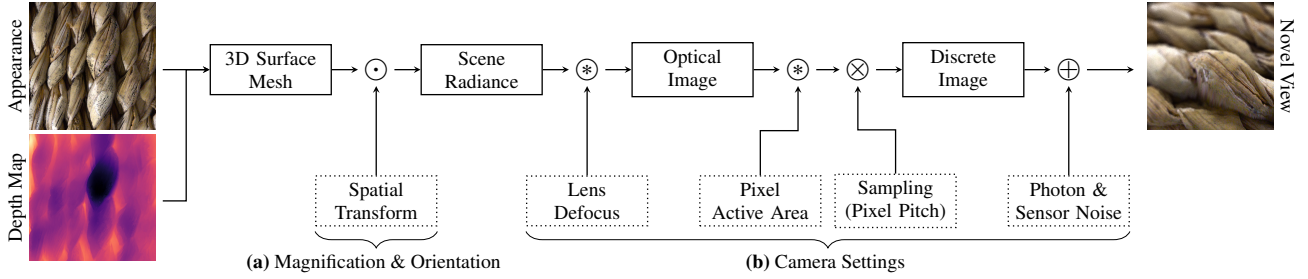 Appearance
Depth Map
3D Surface
Mesh
Scene
Radiance
Optical
Image
Discrete
Image
Novel View
Spatial
Transform
Lens
Defocus
Pixel
Active Area
Sampling
(Pixel Pitch)
Photon &
Sensor Noise
(a) Magnification & Orientation
(b) Camera Settings